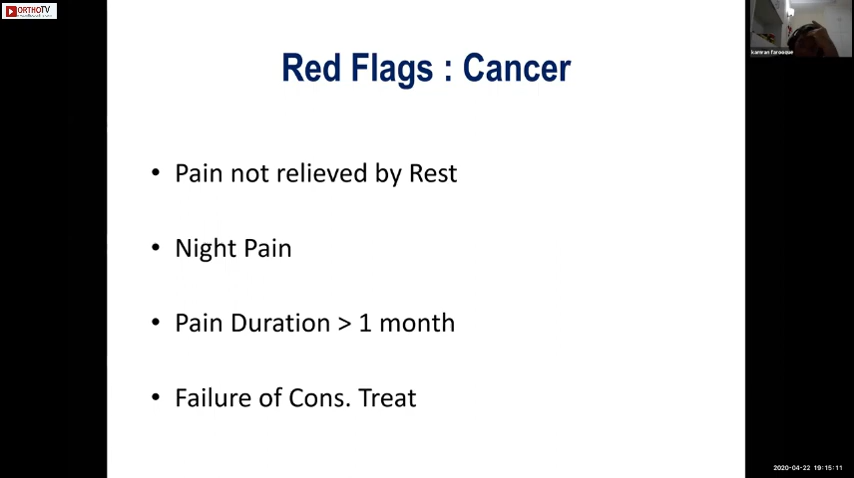 ORTHOTV
kamran farooque
Red Flags : Cancer
• Pain not relieved by Rest
• Night Pain
• Pain Duration > 1 month
• Failure of Cons. Treat
2020-04-22 19:15:11